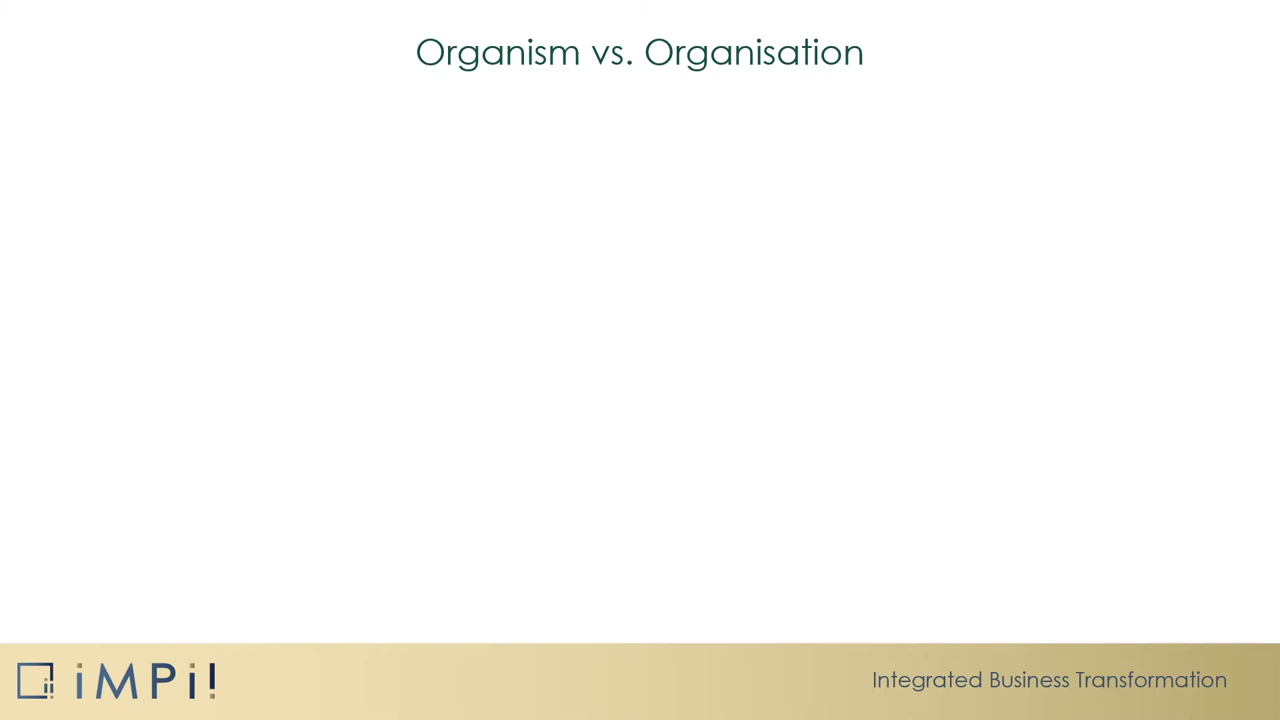 Organism vs. Organisation
iMPi!
Integrated Business Transformation